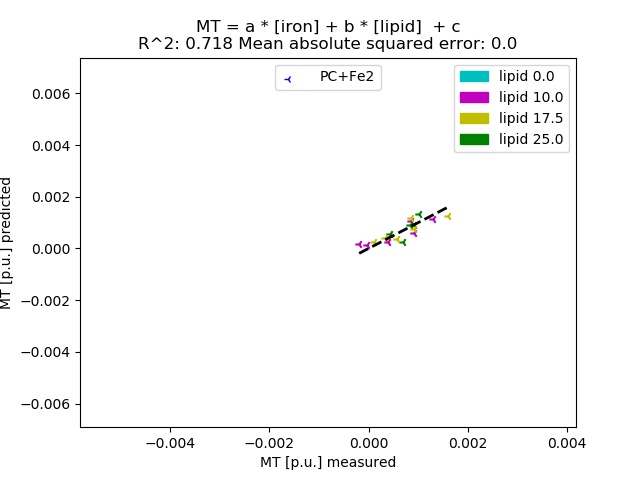 MT = a * [iron] + b * [lipid]  + c
R^2: 0.718 Mean absolute squared error: 0.0
PC+Fe2
lipid 0.0
lipid 10.0
lipid 17.5
lipid 25.0
0.006
0.004
0.002
0.000
−0.002
−0.004
−0.006
MT [p.u.] predicted
−0.004
−0.002
0.000
0.002
0.004
MT [p.u.] measured